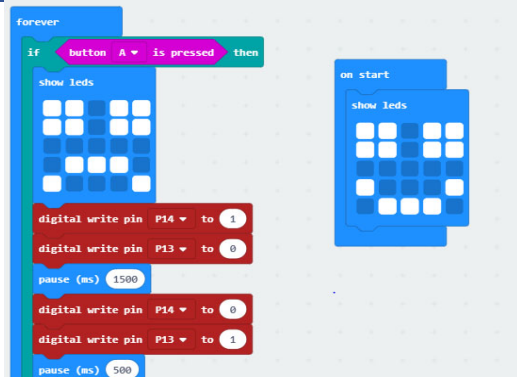 forever
if button A is pressed then
show leds
digital write pin P14 to 1
digital write pin P13 to 0
pause (ms) 1500
digital write pin P14 to 0
digital write pin P13 to 1
pause (ms) 500
on start
show leds